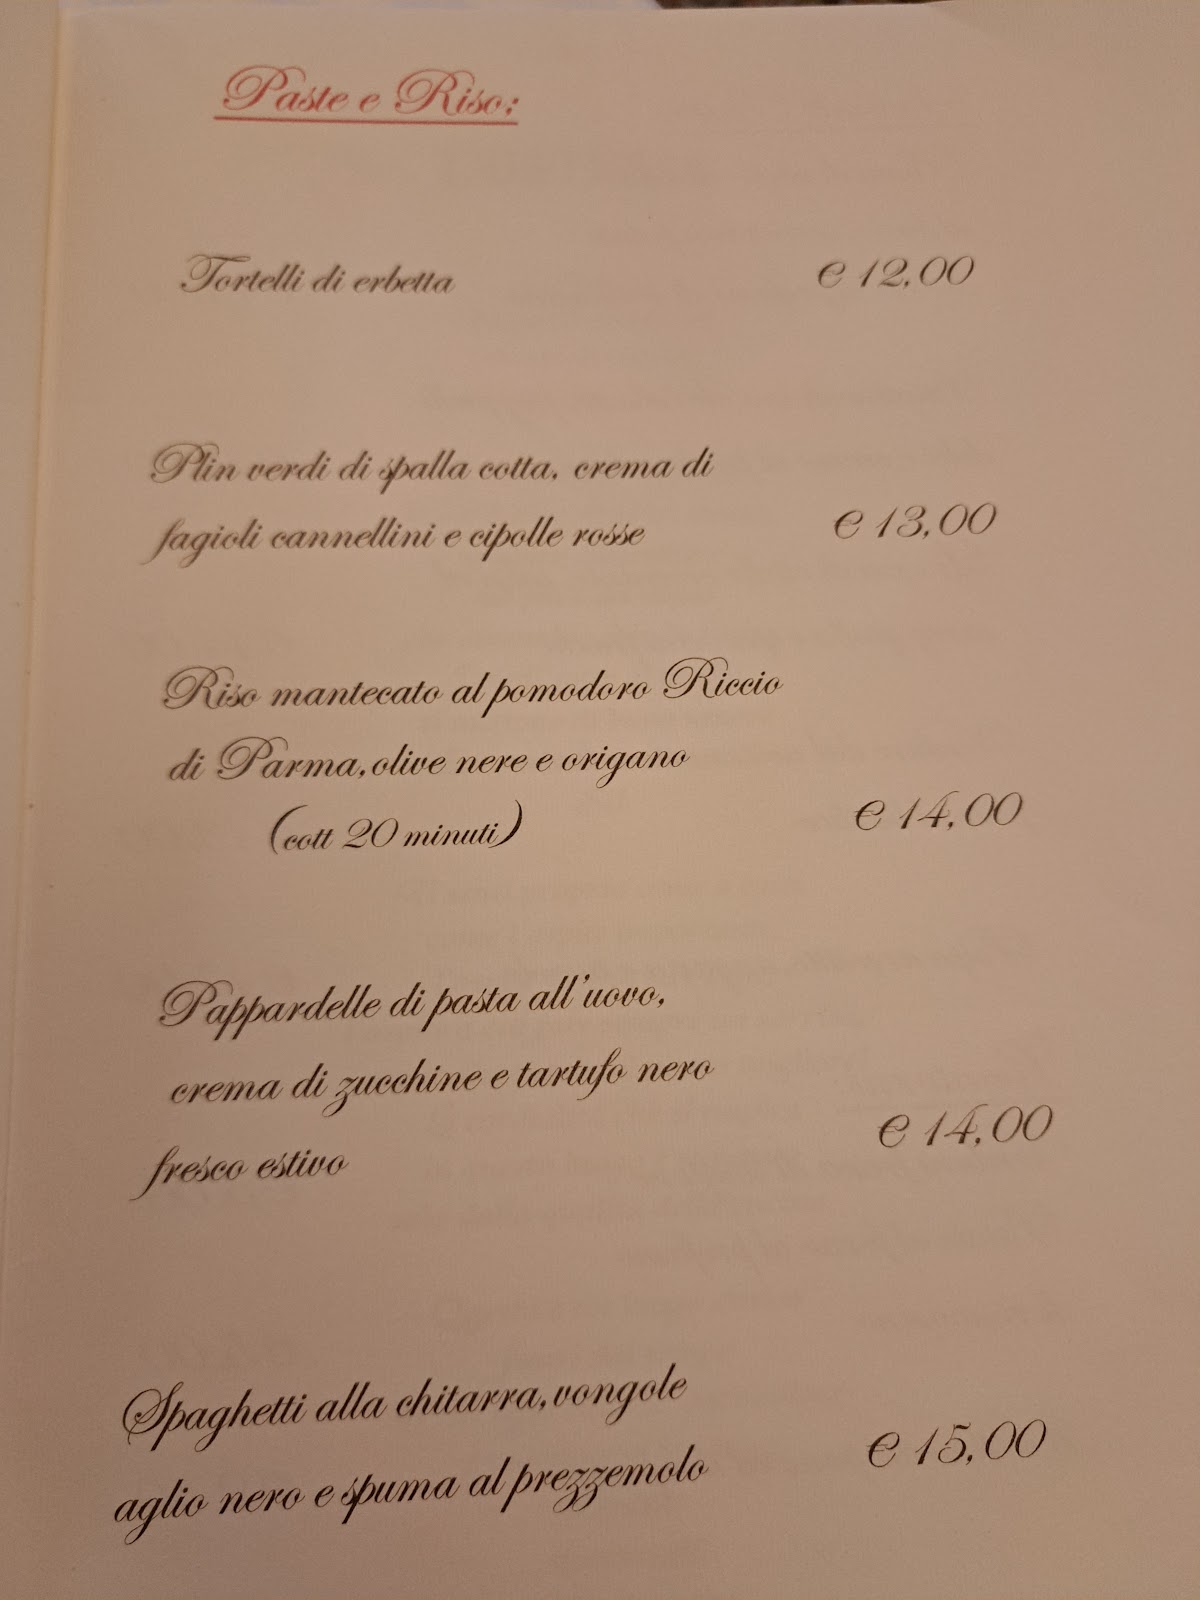 Paste e Riso:
Tortelli di erbetta € 12,00
Plin verdi di spalla cotta, crema di
fagioli cannellini e cipolle rosse € 13,00
Riso mantecato al pomodoro Riccio
di Parma,olive nere e origano
(cott 20 minuti) € 14,00
Pappardelle di pasta all'uovo,
crema di zucchine e tartufo nero
fresco estivo € 14,00
Spaghetti alla chitarra,vongole
aglio nero e spuma al prezzemolo € 15,00